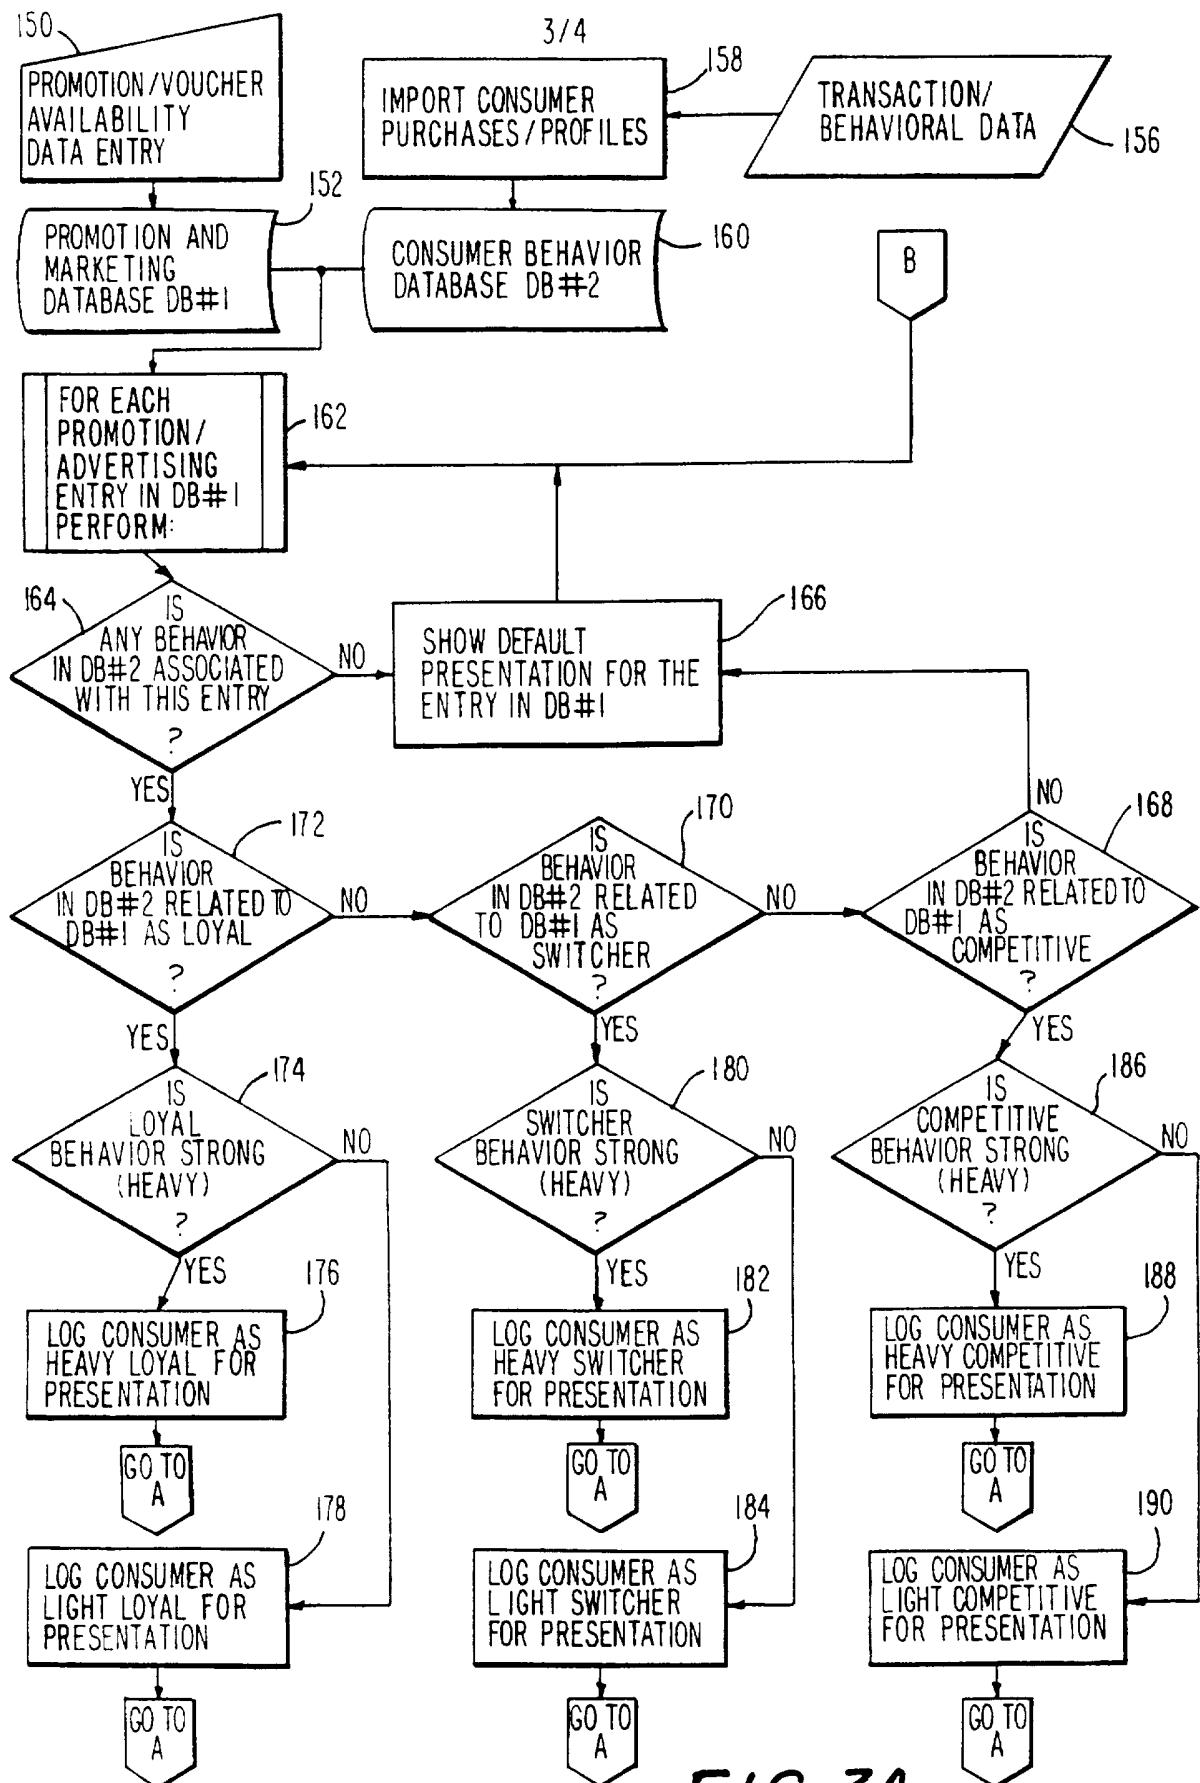 3/4
150
PROMOTION/VOUCHER
AVAILABILITY
DATA ENTRY
158
IMPORT CONSUMER
PURCHASES/PROFILES
TRANSACTION/
BEHAVIORAL DATA
156
152
PROMOTION AND
MARKETING
DATABASE DB#1
160
CONSUMER BEHAVIOR
DATABASE DB#2
B
162
FOR EACH
PROMOTION/
ADVERTISING
ENTRY IN DB#1
PERFORM:
164
IS
ANY BEHAVIOR
IN DB#2 ASSOCIATED
WITH THIS ENTRY
?
NO
YES
166
SHOW DEFAULT
PRESENTATION FOR THE
ENTRY IN DB#1
172
IS
BEHAVIOR
IN DB#2 RELATED TO
DB#1 AS LOYAL
?
NO
YES
170
IS
BEHAVIOR
IN DB#2 RELATED
TO DB#1 AS
SWITCHER
?
NO
YES
NO
168
IS
BEHAVIOR
IN DB#2 RELATED TO
DB#1 AS
COMPETITIVE
?
YES
174
IS
LOYAL
BEHAVIOR STRONG
(HEAVY)
?
NO
YES
180
IS
SWITCHER
BEHAVIOR STRONG
(HEAVY)
?
NO
YES
186
IS
COMPETITIVE
BEHAVIOR STRONG
(HEAVY)
?
NO
YES
176
LOG CONSUMER AS
HEAVY LOYAL FOR
PRESENTATION
GO TO
A
182
LOG CONSUMER AS
HEAVY SWITCHER
FOR PRESENTATION
GO TO
A
188
LOG CONSUMER AS
HEAVY COMPETITIVE
FOR PRESENTATION
GO TO
A
178
LOG CONSUMER AS
LIGHT LOYAL FOR
PRESENTATION
GO TO
A
184
LOG CONSUMER AS
LIGHT SWITCHER
FOR PRESENTATION
GO TO
A
190
LOG CONSUMER AS
LIGHT COMPETITIVE
FOR PRESENTATION
GO TO
A